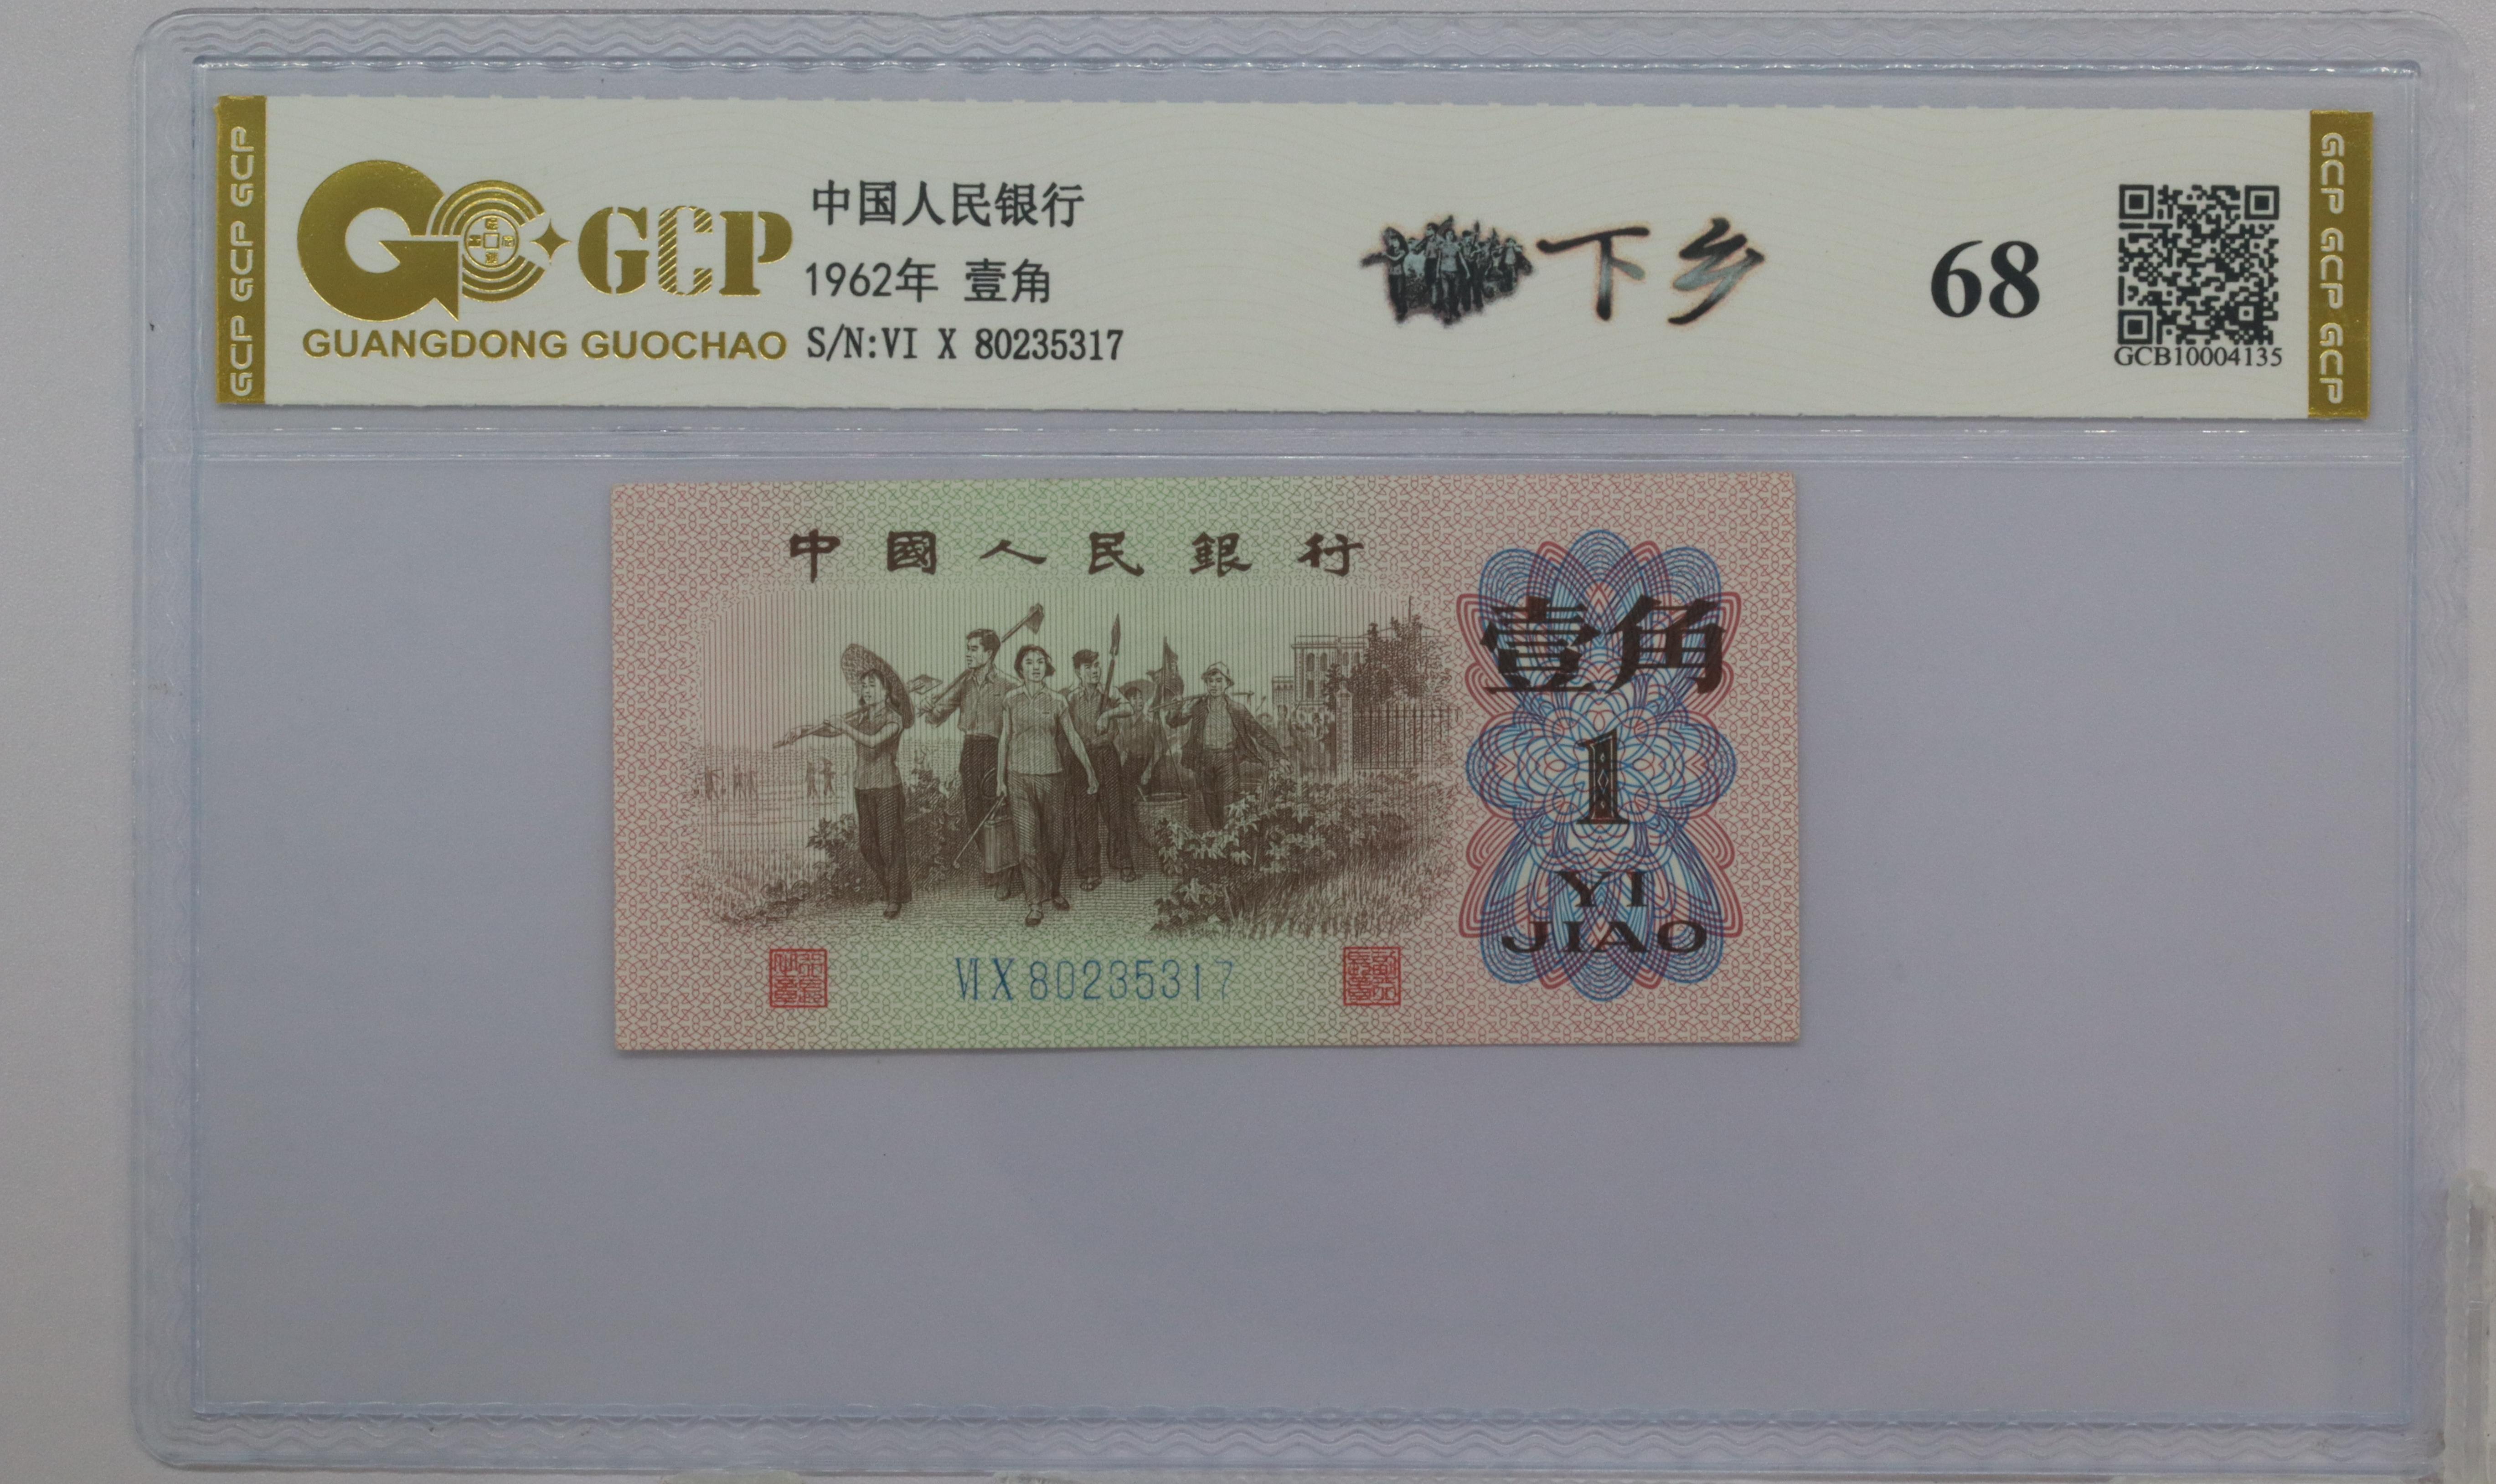 GCP GCP GCP
GCP
GUANGDONG GUOCHAO
中国人民银行
1962年 壹角
S/N:VI X 80235317
下乡
68
GCB10004135
GCP GCP GCP
中國人民銀行
壹角
1
YI
JIAO
VI X 80235317